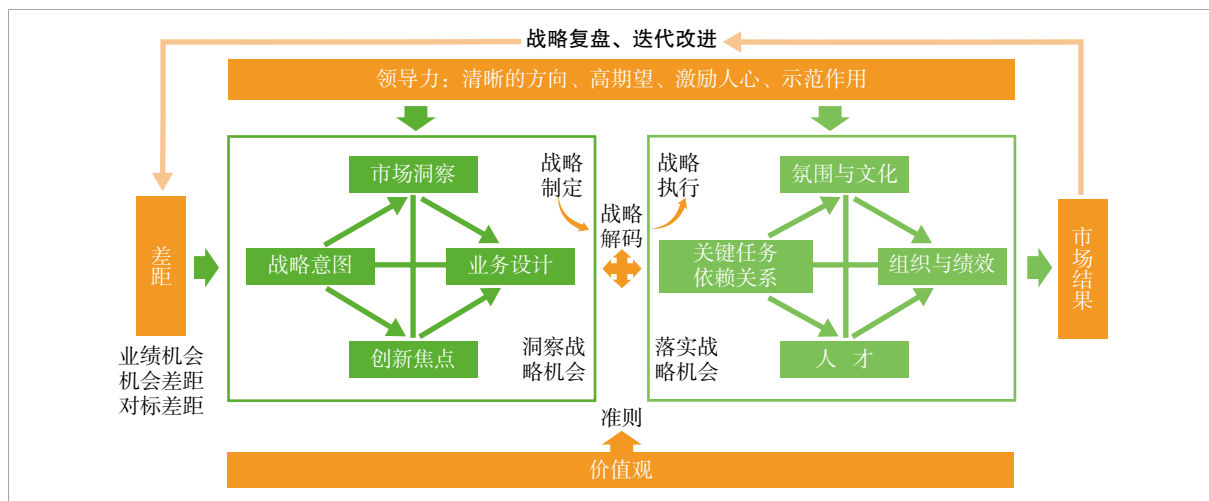 战略复盘、迭代改进
领导力：清晰的方向、高期望、激励人心、示范作用
差距
业绩机会
机会差距
对标差距
市场洞察
战略意图
业务设计
创新焦点
战略
制定
洞察战
略机会
战略
解码
战略
执行
落实战
略机会
氛围与文化
关键任务
依赖关系
组织与绩效
人 才
市场结果
准则
价值观